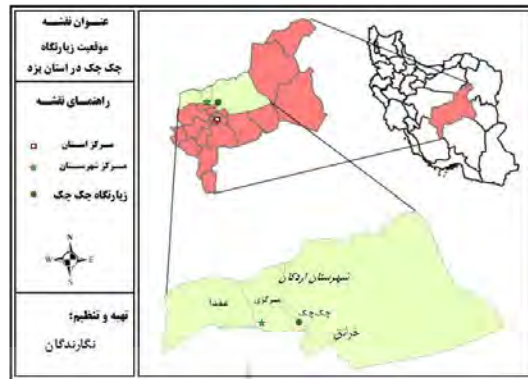 عنوان نقشه
موقعیت زیارتگاه
چک چک در استان یزد
راهنمای نقشه
مرکز استان
مرکز شهرستان
زیارتگاه چک چک
N
W E
S
تهیه و تنظیم:
نگارندگان
شهرستان اردکان
عقدا
مرکزی
چک‌چک
خرانق